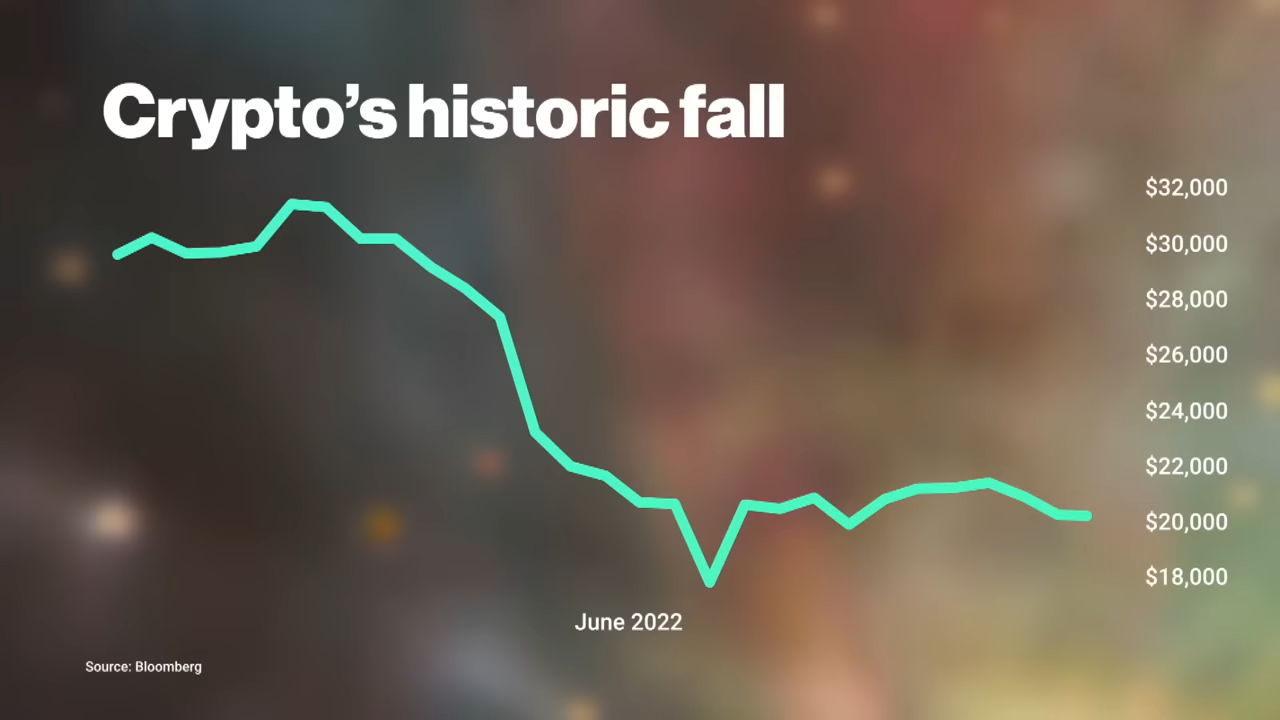 Crypto’s historic fall
$32,000
$30,000
$28,000
$26,000
$24,000
$22,000
$20,000
$18,000
June 2022
Source: Bloomberg